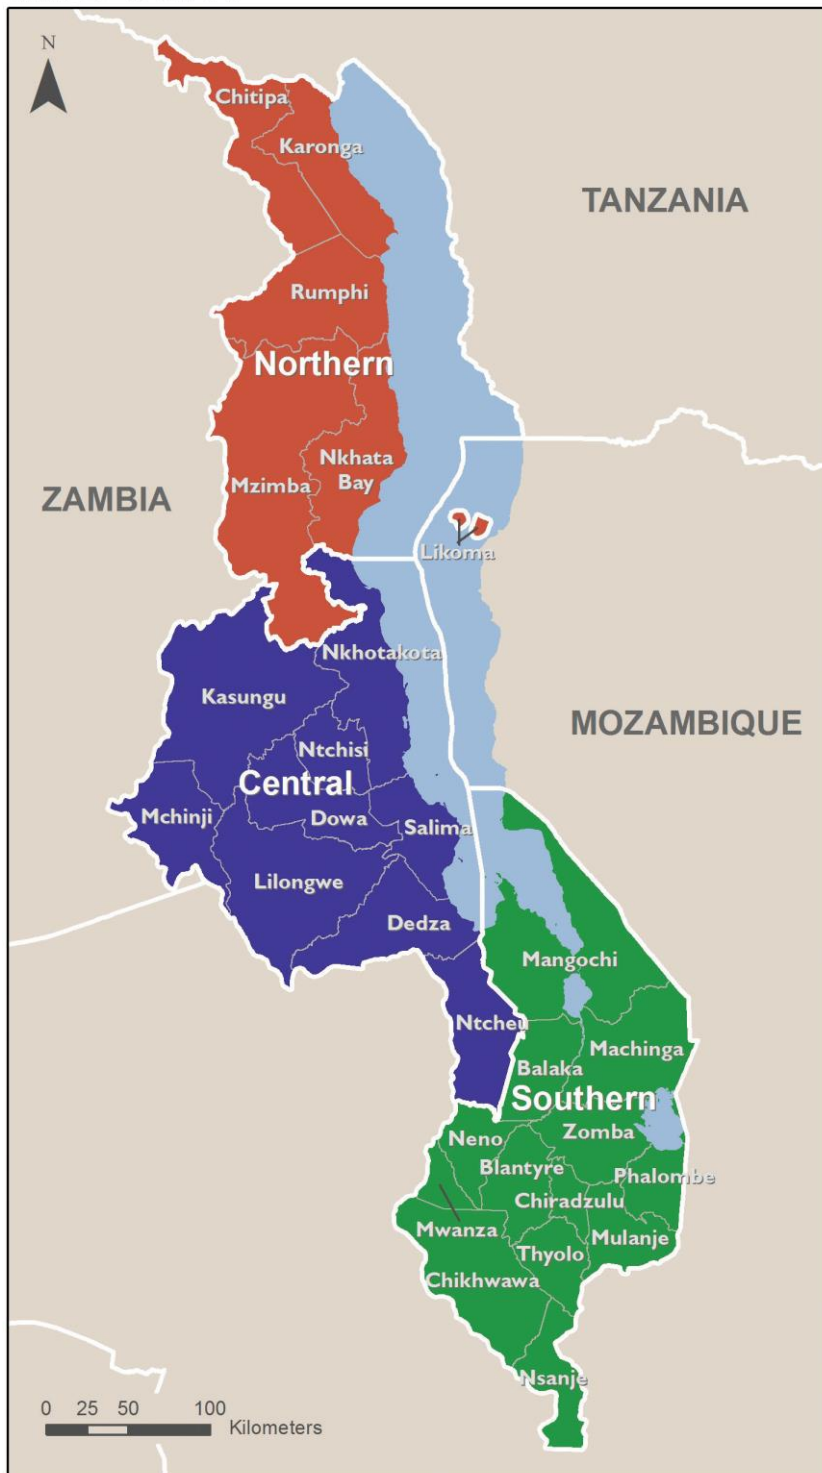 N
Chitipa
Karonga
TANZANIA
Rumphi
Northern
Nkhata
Bay
Mzimba
ZAMBIA
Likoma
Nkhotakota
Kasungu
MOZAMBIQUE
Ntchisi
Central
Mchinji
Dowa
Salima
Lilongwe
Dedza
Mangochi
Ntcheu
Machinga
Balaka
Southern
Zomba
Neno
Blantyre
Phalombe
Chiradzulu
Mwanza
Mulanje
Thyolo
Chikhwawa
Nsanje
0 25 50 100
Kilometers